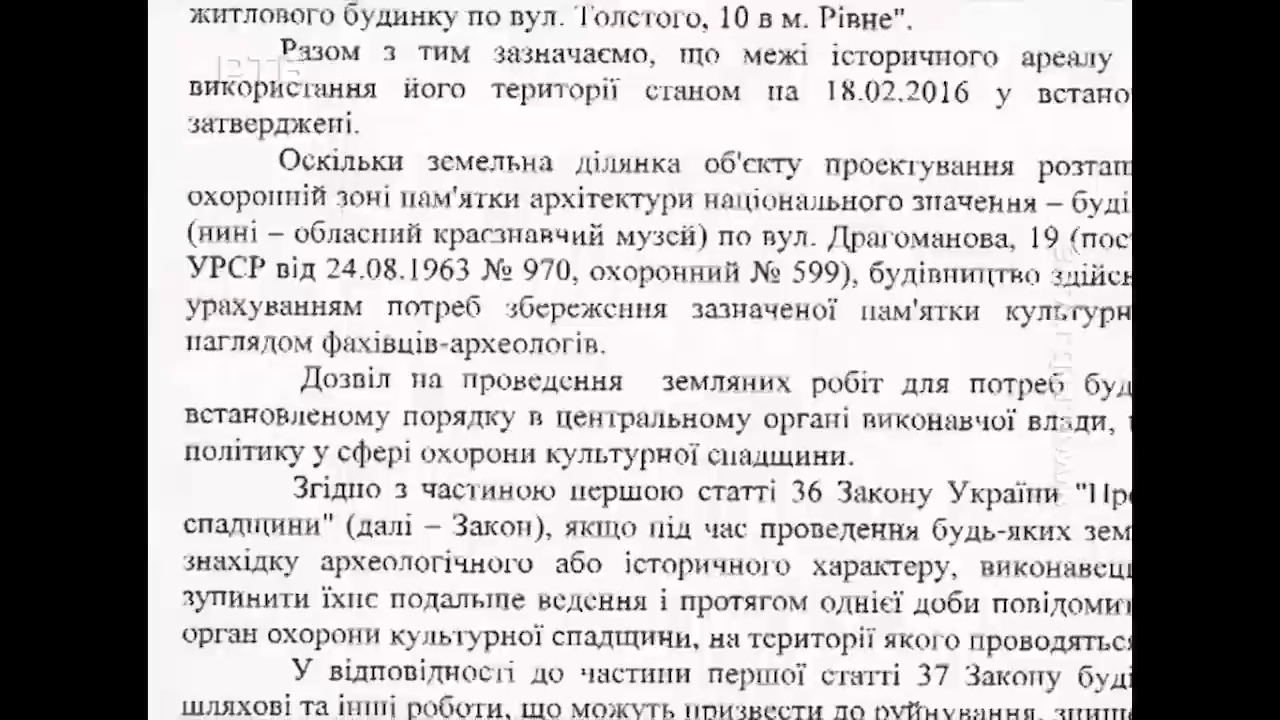 житлового будинку по вул. Толстого, 10 в м. Рівне".
Разом з тим зазначаємо, що межі історичного ареалу
використання його території станом на 18.02.2016 у встано
затверджені.
Оскільки земельна ділянка об'єкту проектування розташ
охоронній зоні пам'ятки архітектури національного значення – буді
(нині – обласний краєзнавчий музей) по вул. Драгоманова, 19 (пос
УРСР від 24.08.1963 № 970, охоронний № 599), будівництво здійсн
урахуванням потреб збереження зазначеної пам'ятки культурн
наглядом фахівців-археологів.
Дозвіл на проведення земляних робіт для потреб буд
встановленому порядку в центральному органі виконавчої влади,
політику у сфері охорони культурної спадщини.
Згідно з частиною першою статті 36 Закону України "Про
спадщини" (далі – Закон), якщо під час проведення будь-яких зем
знахідку археологічного або історичного характеру, виконавець
зупинити їхнє подальше ведення і протягом однієї доби повідомит
орган охорони культурної спадщини, на території якого проводяться
У відповідності до частини першої статті 37 Закону буді
шляхові та інші роботи, що можуть призвести до руйнування, знищ